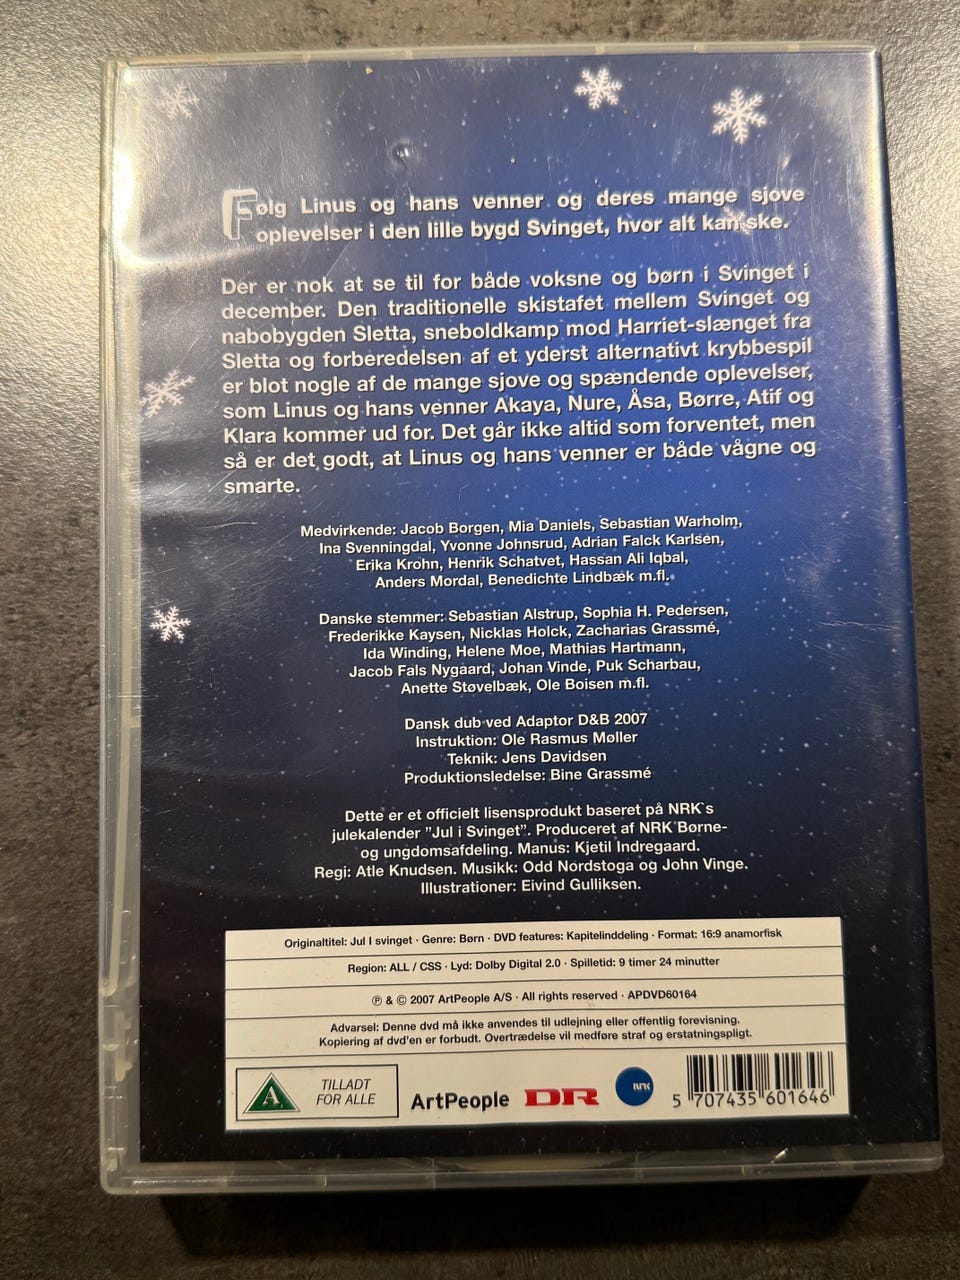 Følg Linus og hans venner og deres mange sjove
oplevelser i den lille bygd Svinget, hvor alt kan ske.
Der er nok at se til for både voksne og børn i Svinget i
december. Den traditionelle skistafet mellem Svinget og
nabobygden Sletta, sneboldkamp mod Harriet-slænget fra
Sletta og forberedelsen af et yderst alternativt krybbespil
er blot nogle af de mange sjove og spændende oplevelser,
som Linus og hans venner Akaya, Nure, Åsa, Børre, Atif og
Klara kommer ud for. Det går ikke altid som forventet, men
så er det godt, at Linus og hans venner er både vågne og
smarte.
Medvirkende: Jacob Borgen, Mia Daniels, Sebastian Warholm,
Ina Svenningdal, Yvonne Johnsrud, Adrian Falck Karlsen,
Erika Krohn, Henrik Schatvet, Hassan Ali Iqbal,
Anders Mordal, Benedichte Lindbæk m.fl.
Danske stemmer: Sebastian Alstrup, Sophia H. Pedersen,
Frederikke Kaysen, Nicklas Holck, Zacharias Grassmé,
Ida Winding, Helene Moe, Mathias Hartmann,
Jacob Fals Nygaard, Johan Vinde, Puk Scharbau,
Anette Støvelbæk, Ole Boisen m.fl.
Dansk dub ved Adaptor D&B 2007
Instruktion: Ole Rasmus Møller
Teknik: Jens Davidsen
Produktionsledelse: Bine Grassmé
Dette er et officielt lisensprodukt baseret på NRK`s
julekalender ”Jul i Svinget”. Produceret af NRK Børne-
og ungdomsafdeling. Manus: Kjetil Indregaard.
Regi: Atle Knudsen. Musikk: Odd Nordstoga og John Vinge.
Illustrationer: Eivind Gulliksen.
Originaltitel: Jul I svinget · Genre: Børn · DVD features: Kapitelinddeling · Format: 16:9 anamorfisk
Region: ALL / CSS · Lyd: Dolby Digital 2.0 · Spilletid: 9 timer 24 minutter
℗ & © 2007 ArtPeople A/S · All rights reserved · APDVD60164
Advarsel: Denne dvd må ikke anvendes til udlejning eller offentlig forevisning.
Kopiering af dvd'en er forbudt. Overtrædelse vil medføre straf og erstatningspligt.
A TILLADT
FOR ALLE
ArtPeople DR NRK
5 707435 601646